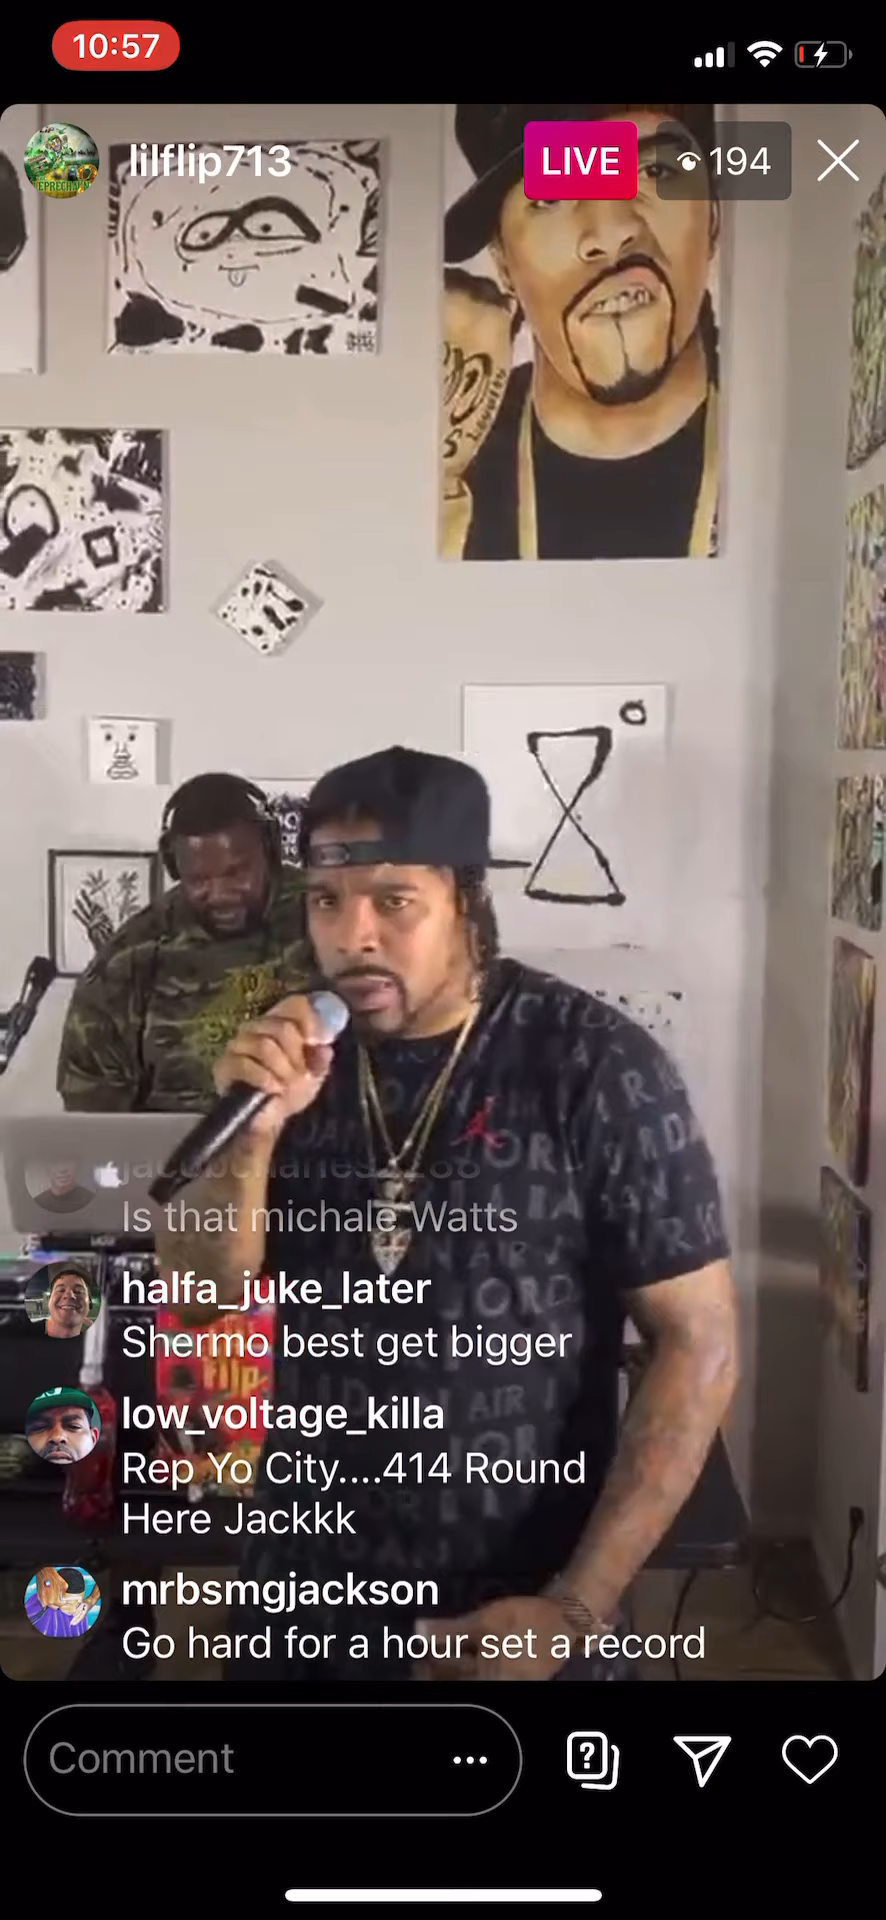 10:57
lilflip713
LIVE
194
Is that michale Watts
halfa_juke_later
Shermo best get bigger
low_voltage_killa
Rep Yo City....414 Round
Here Jackkk
mrbsmgjackson
Go hard for a hour set a record
Comment